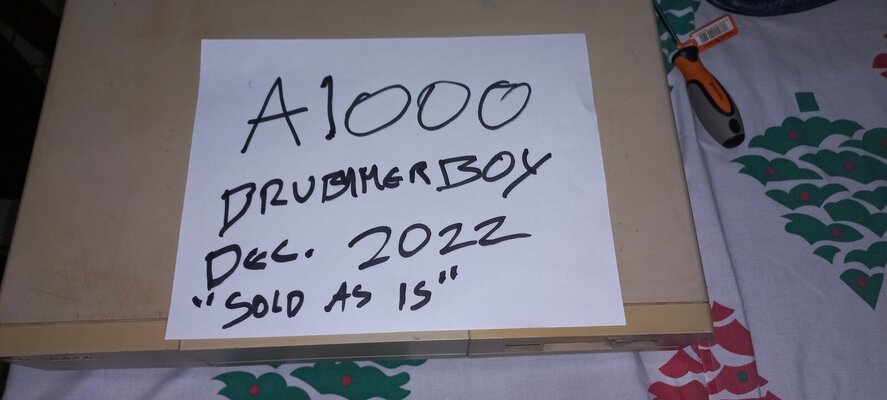 A1000
DRUMMERBOY
DEC. 2022
"SOLD AS IS"